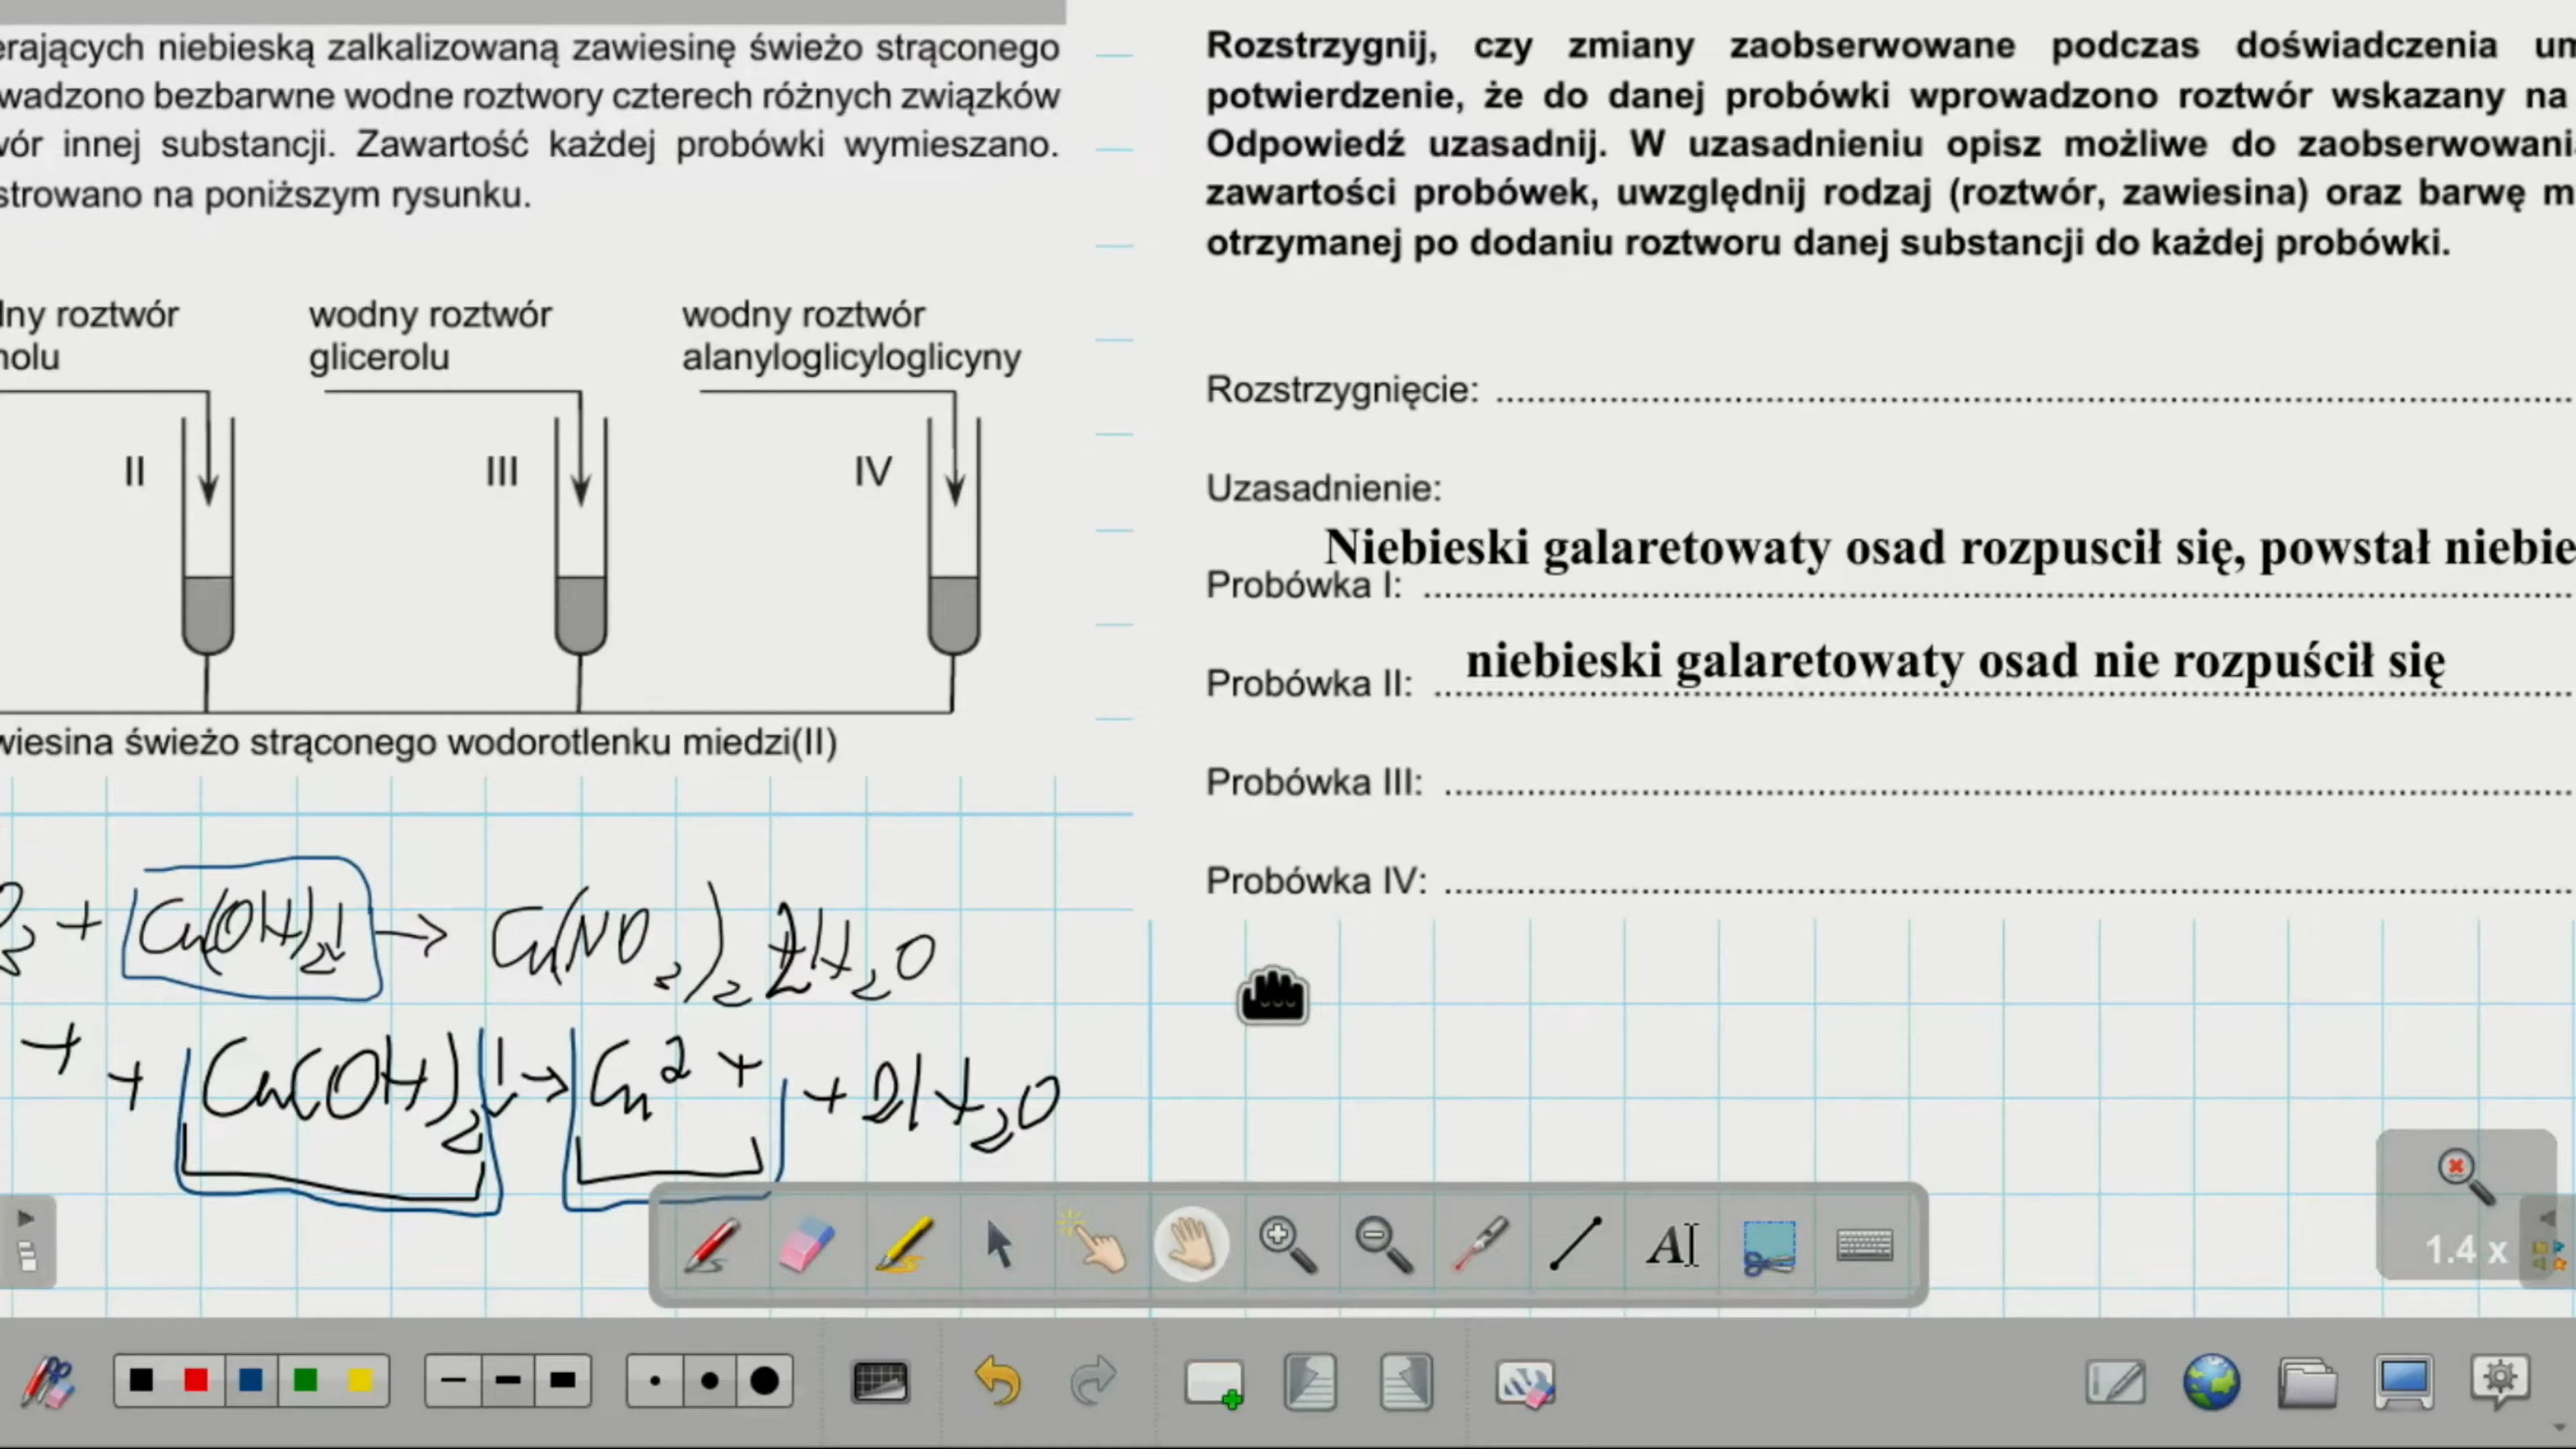 erających niebieską zalkalizowaną zawiesinę świeżo strąconego
wadzono bezbarwne wodne roztwory czterech różnych związków
wór innej substancji. Zawartość każdej probówki wymieszano.
strowano na poniższym rysunku.
dny roztwór
nolu
wodny roztwór
glicerolu
wodny roztwór
alanyloglicyloglicyny
II
III
IV
wiesina świeżo strąconego wodorotlenku miedzi(II)
3 + Cu(OH)2↓ → Cu(NO3)2 + 2H2O
+ + Cu(OH)2↓ → Cu2+ + 2H2O
Rozstrzygnij, czy zmiany zaobserwowane podczas doświadczenia um
potwierdzenie, że do danej probówki wprowadzono roztwór wskazany na
Odpowiedź uzasadnij. W uzasadnieniu opisz możliwe do zaobserwowania
zawartości probówek, uwzględnij rodzaj (roztwór, zawiesina) oraz barwę m
otrzymanej po dodaniu roztworu danej substancji do każdej probówki.
Rozstrzygnięcie:
Uzasadnienie:
Niebieski galaretowaty osad rozpuscił się, powstał niebie
Probówka I:
niebieski galaretowaty osad nie rozpuścił się
Probówka II:
Probówka III:
Probówka IV:
1.4 x